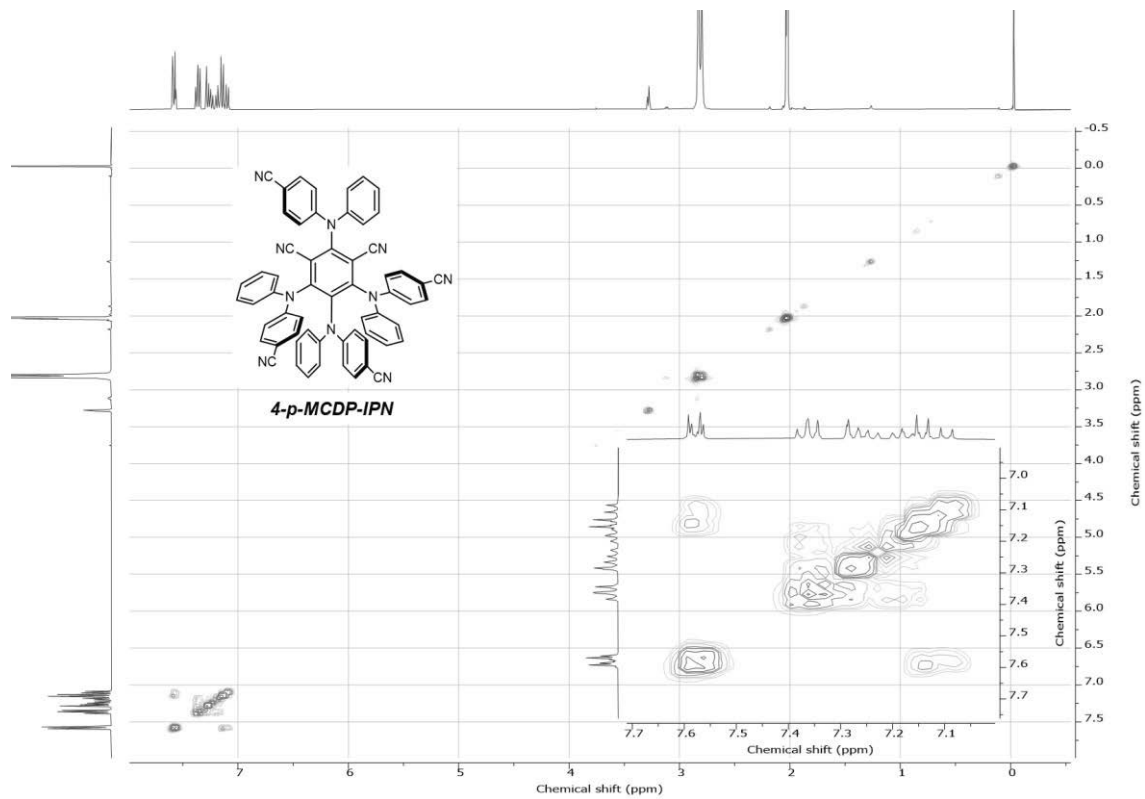 -0.5
0.0
0.5
1.0
1.5
2.0
2.5
3.0
3.5
4.0
4.5
5.0
5.5
6.0
6.5
7.0
7.5
Chemical shift (ppm)
NC
N
NC
CN
N
N
CN
N
NC
CN
4-p-MCDP-IPN
7.0
7.1
7.2
7.3
7.4
7.5
7.6
7.7
Chemical shift (ppm)
7.7 7.6 7.5 7.4 7.3 7.2 7.1
Chemical shift (ppm)
7 6 5 4 3 2 1 0
Chemical shift (ppm)